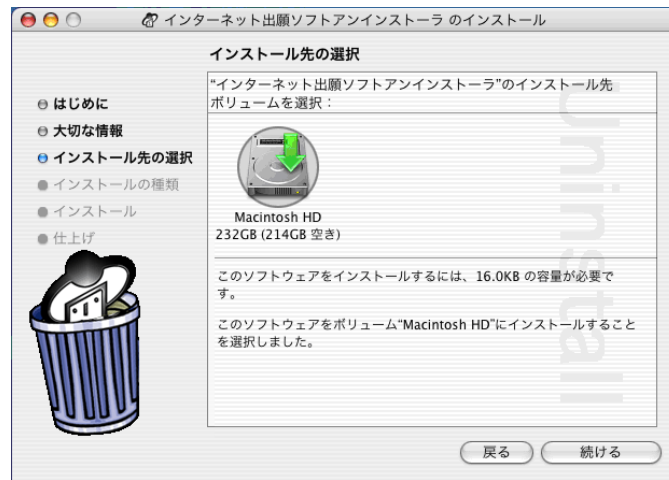 インターネット出願ソフトアンインストーラ のインストール
インストール先の選択
はじめに
大切な情報
インストール先の選択
インストールの種類
インストール
仕上げ
“インターネット出願ソフトアンインストーラ”のインストール先
ボリュームを選択：
Macintosh HD
232GB (214GB 空き)
このソフトウェアをインストールするには、16.0KB の容量が必要で
す。
このソフトウェアをボリューム“Macintosh HD”にインストールすること
を選択しました。
Uninstall
戻る
続ける